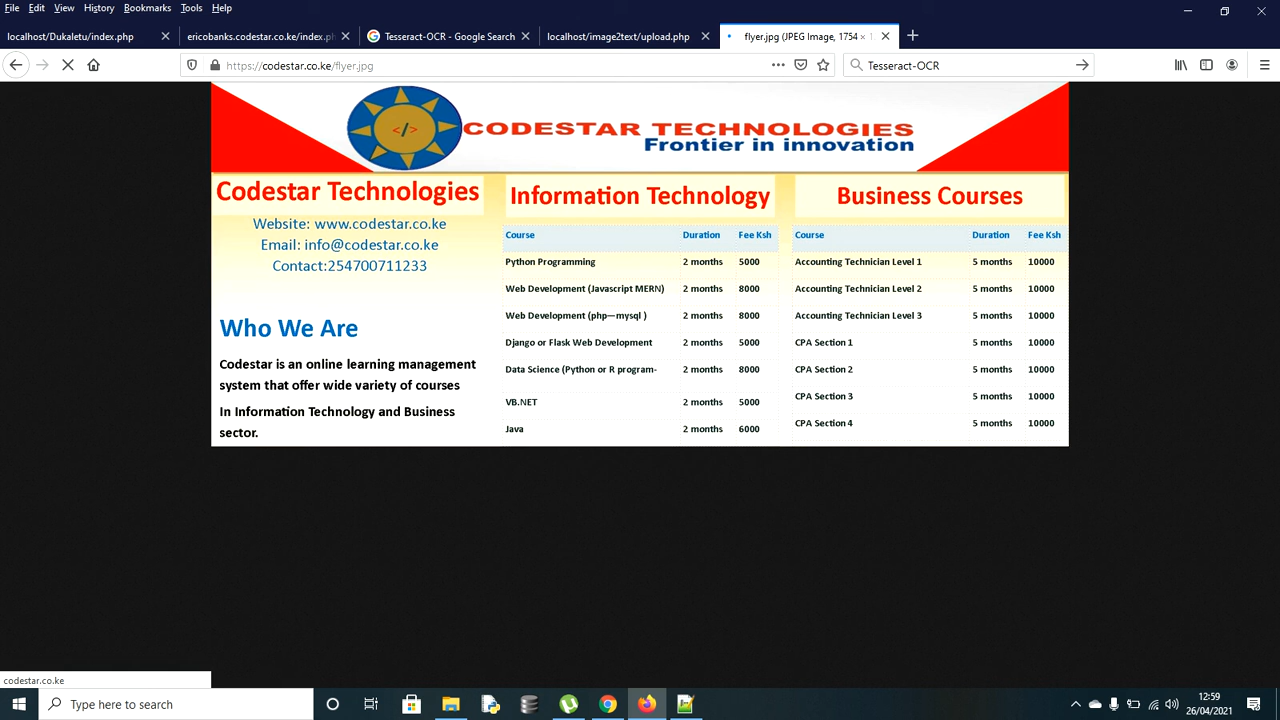 File Edit View History Bookmarks Tools Help
localhost/Dukaletu/index.php
ericobanks.codestar.co.ke/index.ph
Tesseract-OCR - Google Search
localhost/image2text/upload.php
flyer.jpg (JPEG Image, 1754 × 1
https://codestar.co.ke/flyer.jpg
Tesseract-OCR
</>
CODESTAR TECHNOLOGIES
Frontier in innovation
Codestar Technologies
Website: www.codestar.co.ke
Email: info@codestar.co.ke
Contact:254700711233
Who We Are
Codestar is an online learning management
system that offer wide variety of courses
In Information Technology and Business
sector.
Information Technology
Course Duration Fee Ksh
Python Programming 2 months 5000
Web Development (Javascript MERN) 2 months 8000
Web Development (php—mysql ) 2 months 8000
Django or Flask Web Development 2 months 5000
Data Science (Python or R program- 2 months 8000
VB.NET 2 months 5000
Java 2 months 6000
Business Courses
Course Duration Fee Ksh
Accounting Technician Level 1 5 months 10000
Accounting Technician Level 2 5 months 10000
Accounting Technician Level 3 5 months 10000
CPA Section 1 5 months 10000
CPA Section 2 5 months 10000
CPA Section 3 5 months 10000
CPA Section 4 5 months 10000
codestar.co.ke
Type here to search
12:59
26/04/2021